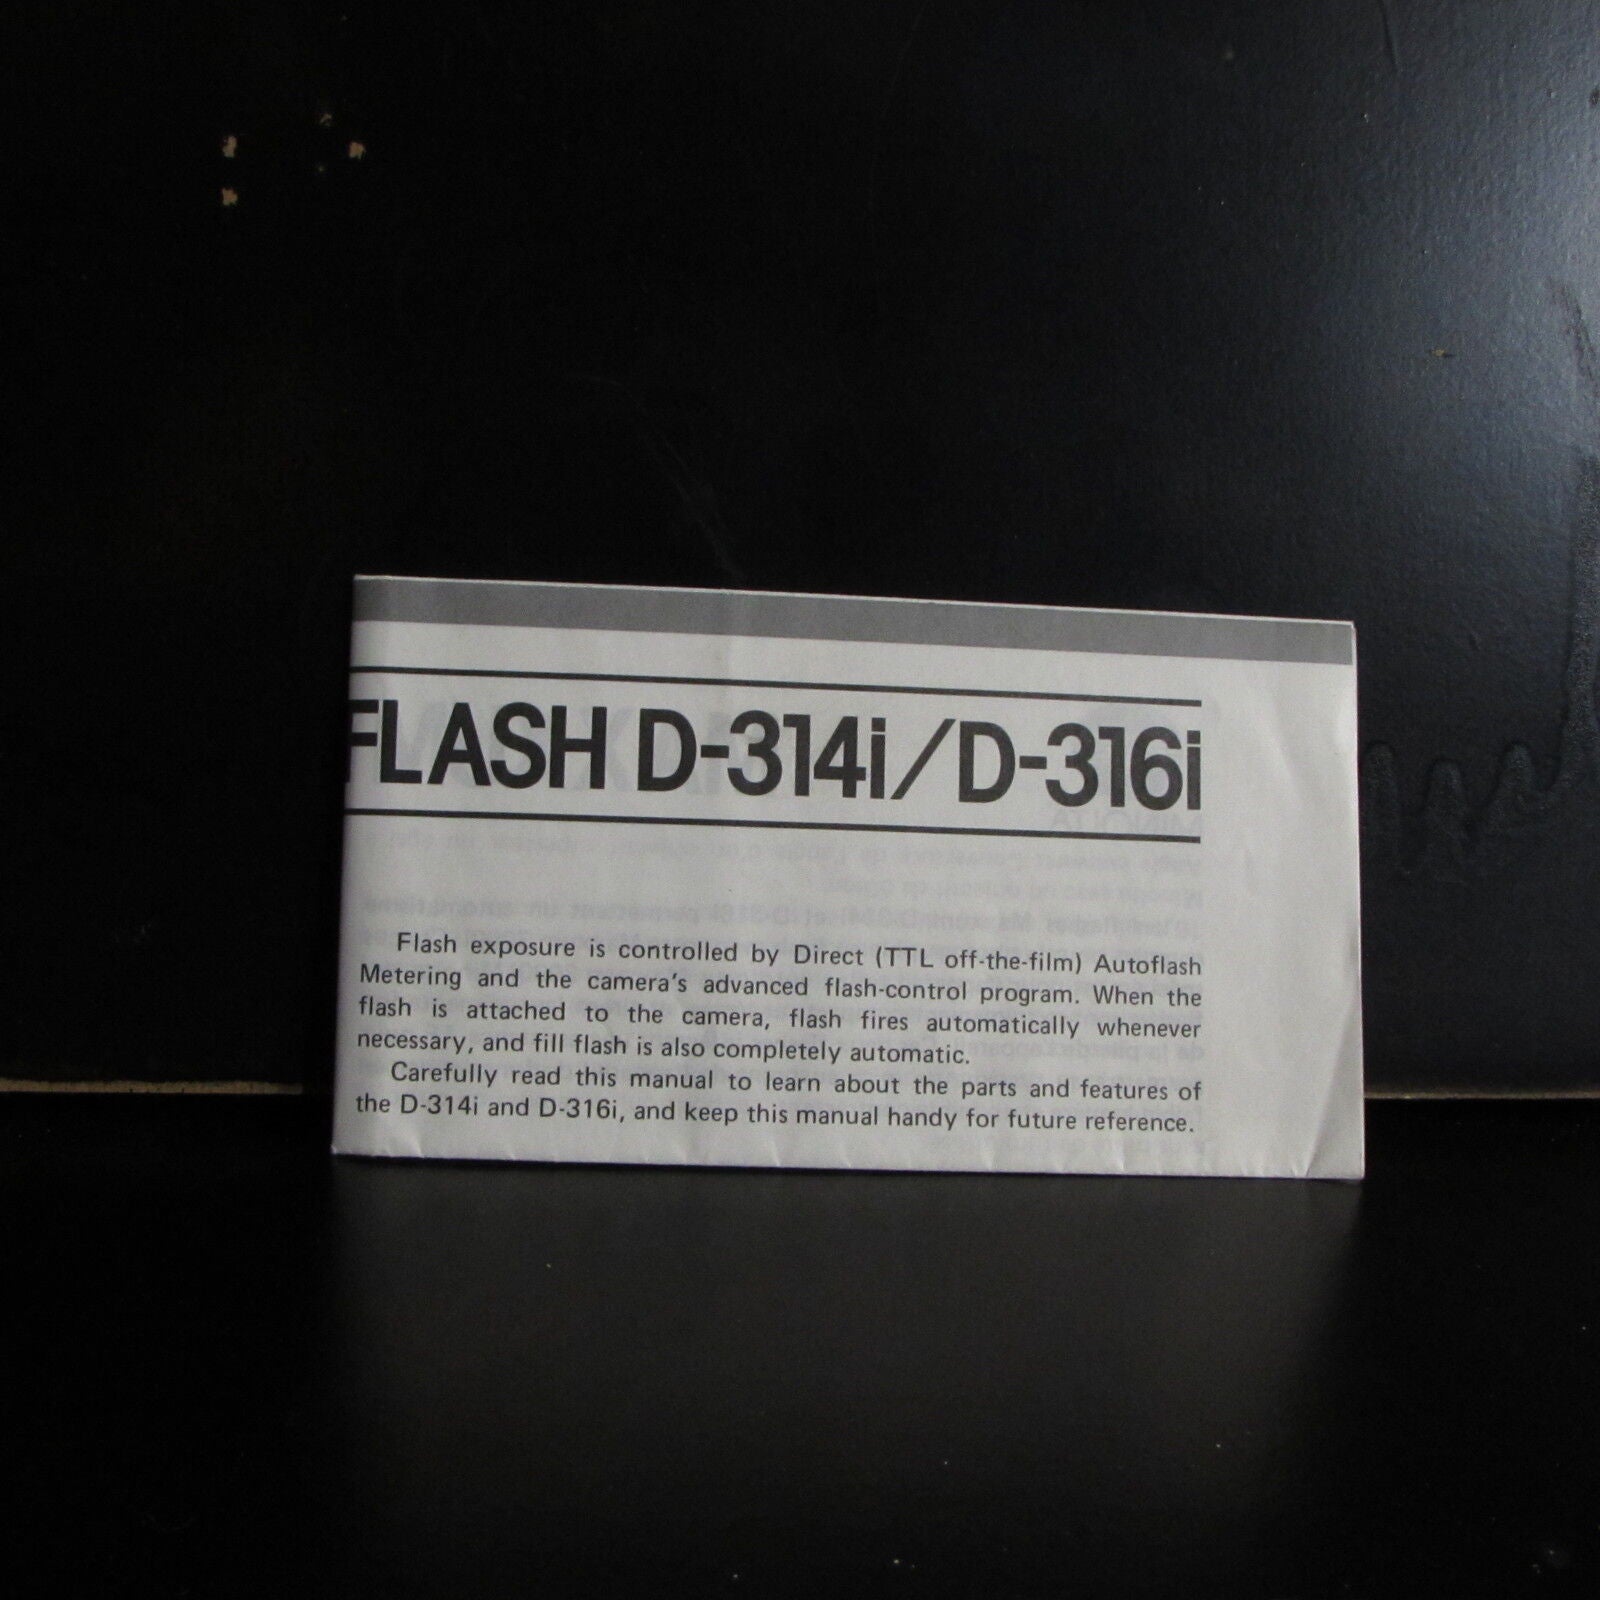 FLASH D-314i/D-316i
Flash exposure is controlled by Direct (TTL off-the-film) Autoflash
Metering and the camera's advanced flash-control program. When the
flash is attached to the camera, flash fires automatically whenever
necessary, and fill flash is also completely automatic.
Carefully read this manual to learn about the parts and features of
the D-314i and D-316i, and keep this manual handy for future reference.